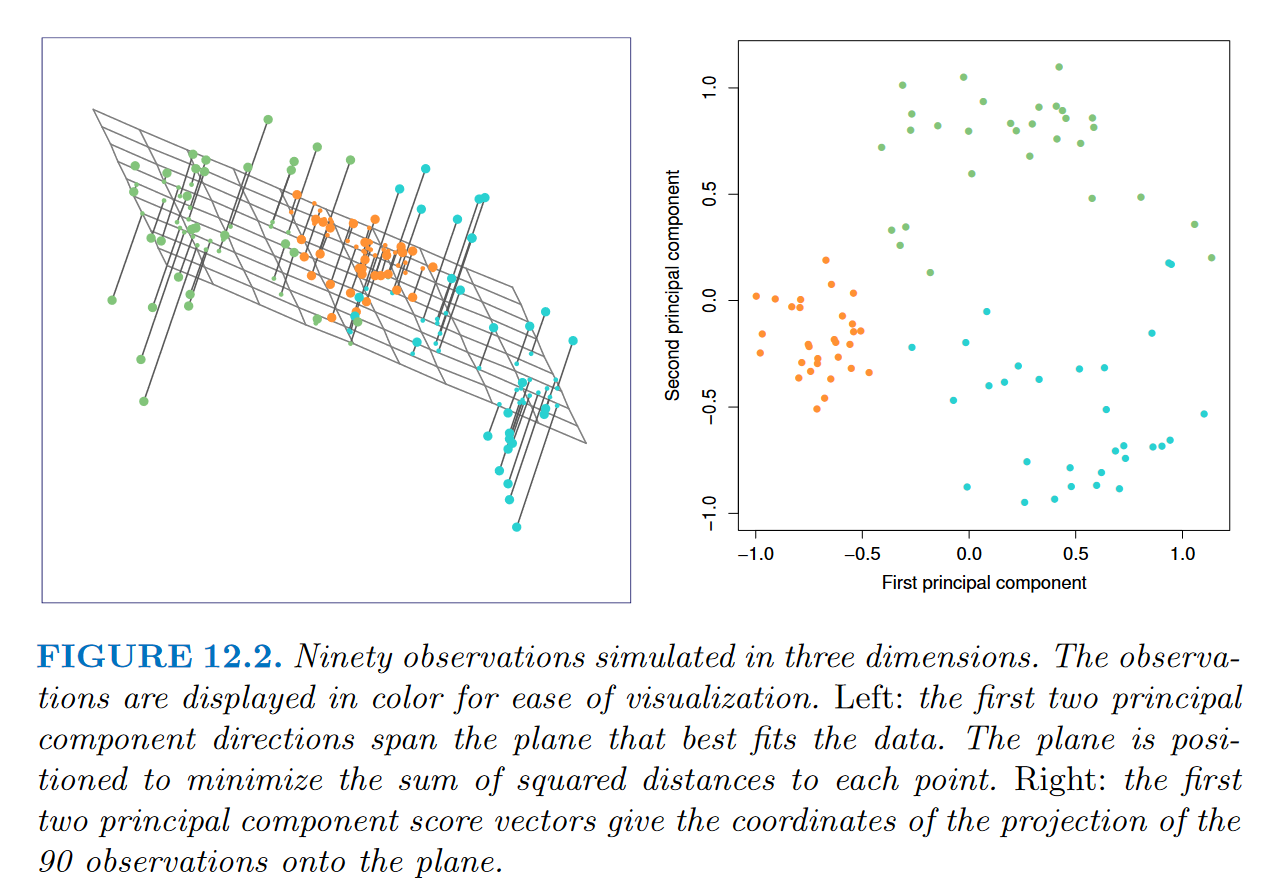 1.0
0.5
0.0
−0.5
−1.0
Second principal component
−1.0 −0.5 0.0 0.5 1.0
First principal component
FIGURE 12.2. Ninety observations simulated in three dimensions. The observa-
tions are displayed in color for ease of visualization. Left: the first two principal
component directions span the plane that best fits the data. The plane is posi-
tioned to minimize the sum of squared distances to each point. Right: the first
two principal component score vectors give the coordinates of the projection of the
90 observations onto the plane.